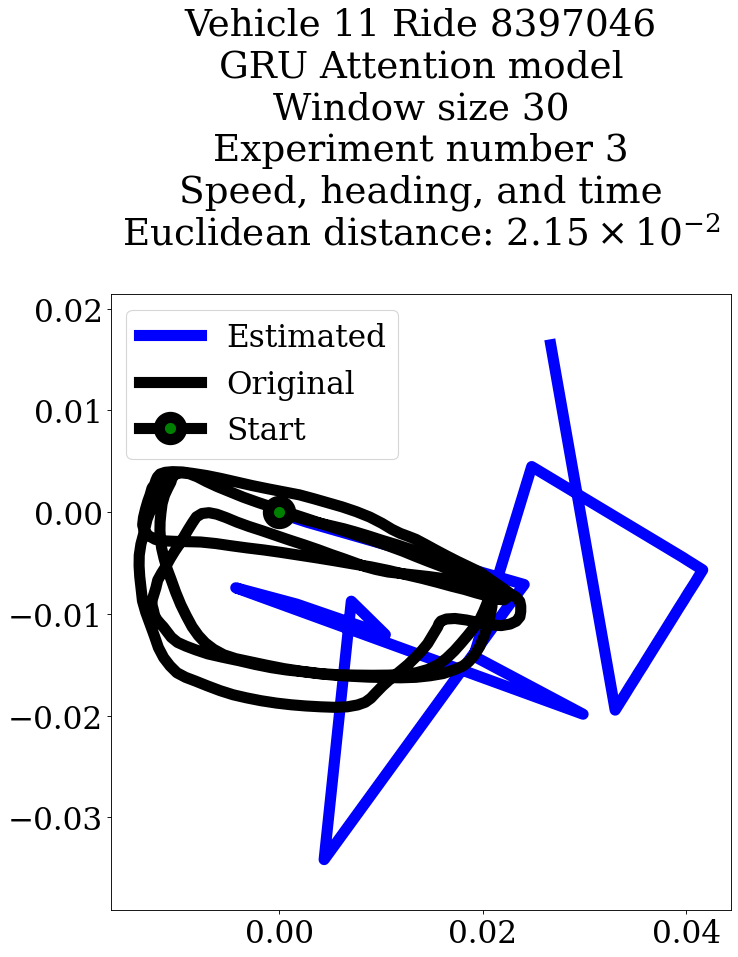 Vehicle 11 Ride 8397046
GRU Attention model
Window size 30
Experiment number 3
Speed, heading, and time
Euclidean distance: 2.15 × 10⁻²
0.02
0.01
0.00
−0.01
−0.02
−0.03
Estimated
Original
Start
0.00 0.02 0.04